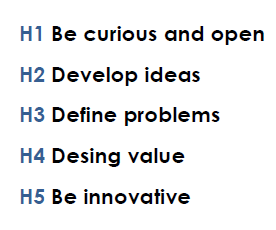 H1 Be curious and open
H2 Develop ideas
H3 Define problems
H4 Desing value
H5 Be innovative